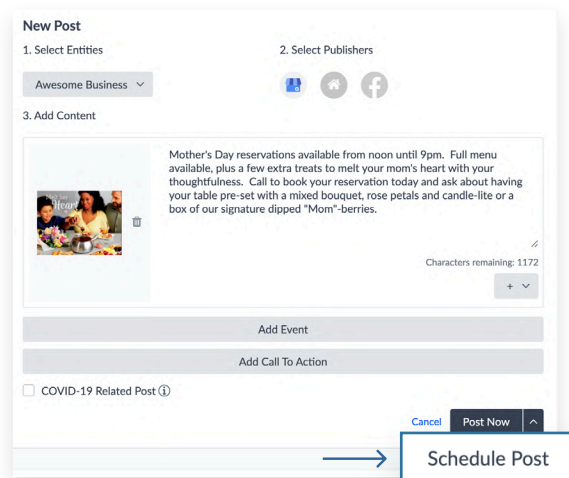 New Post
1. Select Entities
2. Select Publishers
Awesome Business
3. Add Content
Mother's Day reservations available from noon until 9pm. Full menu
available, plus a few extra treats to melt your mom's heart with your
thoughtfulness. Call to book your reservation today and ask about having
your table pre-set with a mixed bouquet, rose petals and candle-lite or a
box of our signature dipped "Mom"-berries.
Heart
Characters remaining: 1172
+
Add Event
Add Call To Action
COVID-19 Related Post
Cancel
Post Now
Schedule Post